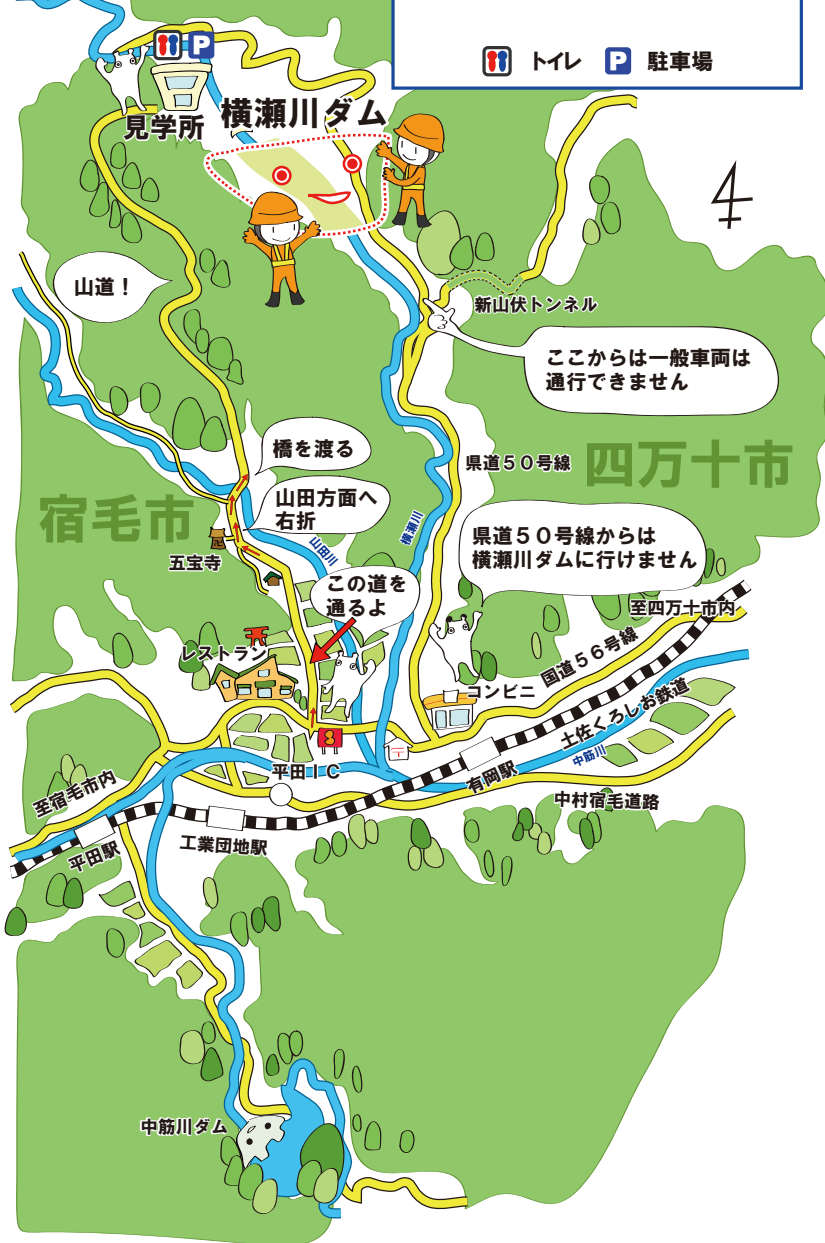 トイレ
P 駐車場
P
見学所
横瀬川ダム
山道！
新山伏トンネル
ここからは一般車両は
通行できません
橋を渡る
県道５０号線
四万十市
宿毛市
山田方面へ
右折
横瀬川
県道５０号線からは
横瀬川ダムに行けません
山田川
五宝寺
この道を
通るよ
至四万十市内
レストラン
国道５６号線
コンビニ
土佐くろしお鉄道
平田ＩＣ
有岡駅
中筋川
至宿毛市内
中村宿毛道路
平田駅
工業団地駅
中筋川ダム